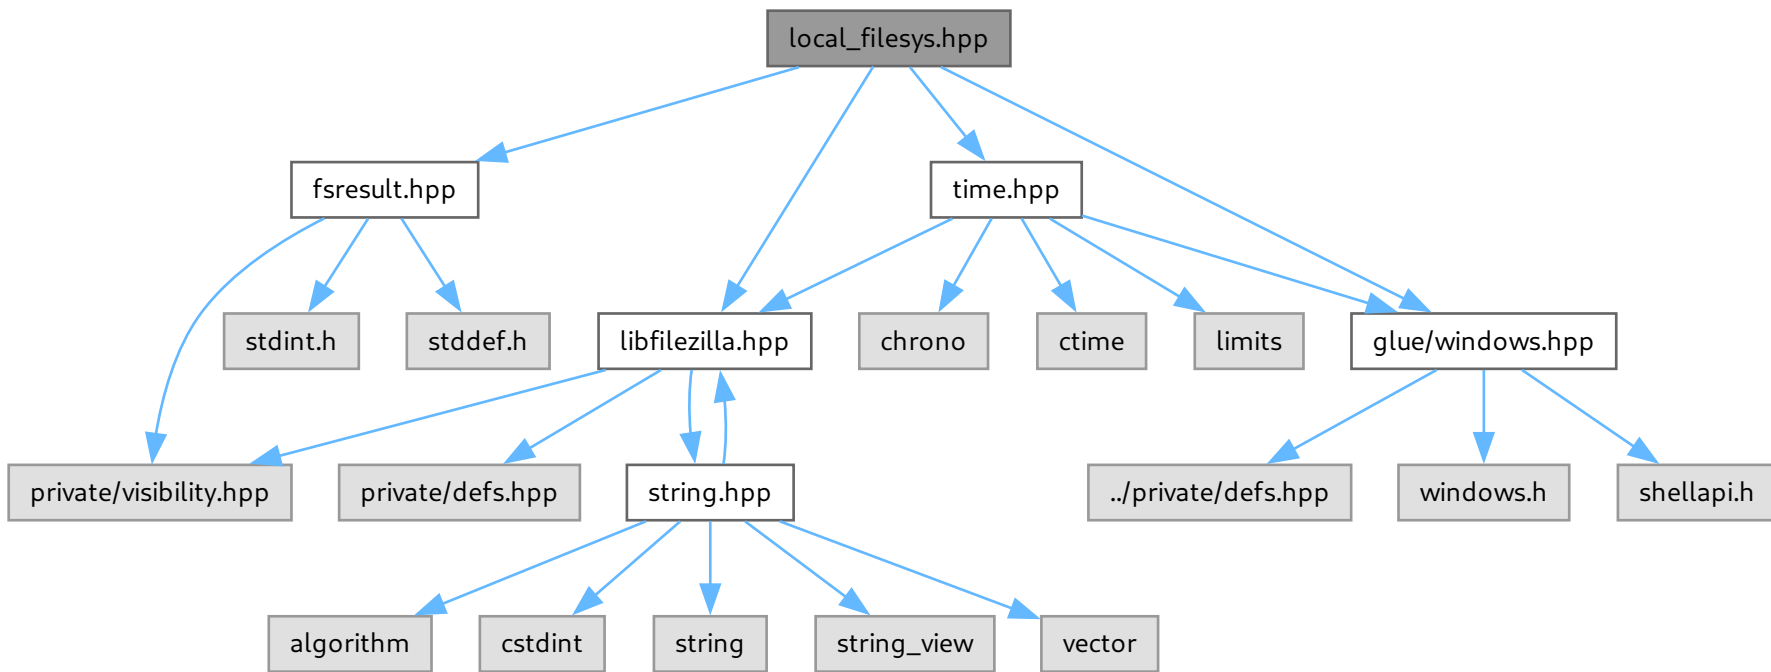 local_filesys.hpp
fsresult.hpp
time.hpp
stdint.h
stddef.h
libfilezilla.hpp
chrono
ctime
limits
glue/windows.hpp
private/visibility.hpp
private/defs.hpp
string.hpp
../private/defs.hpp
windows.h
shellapi.h
algorithm
cstdint
string
string_view
vector